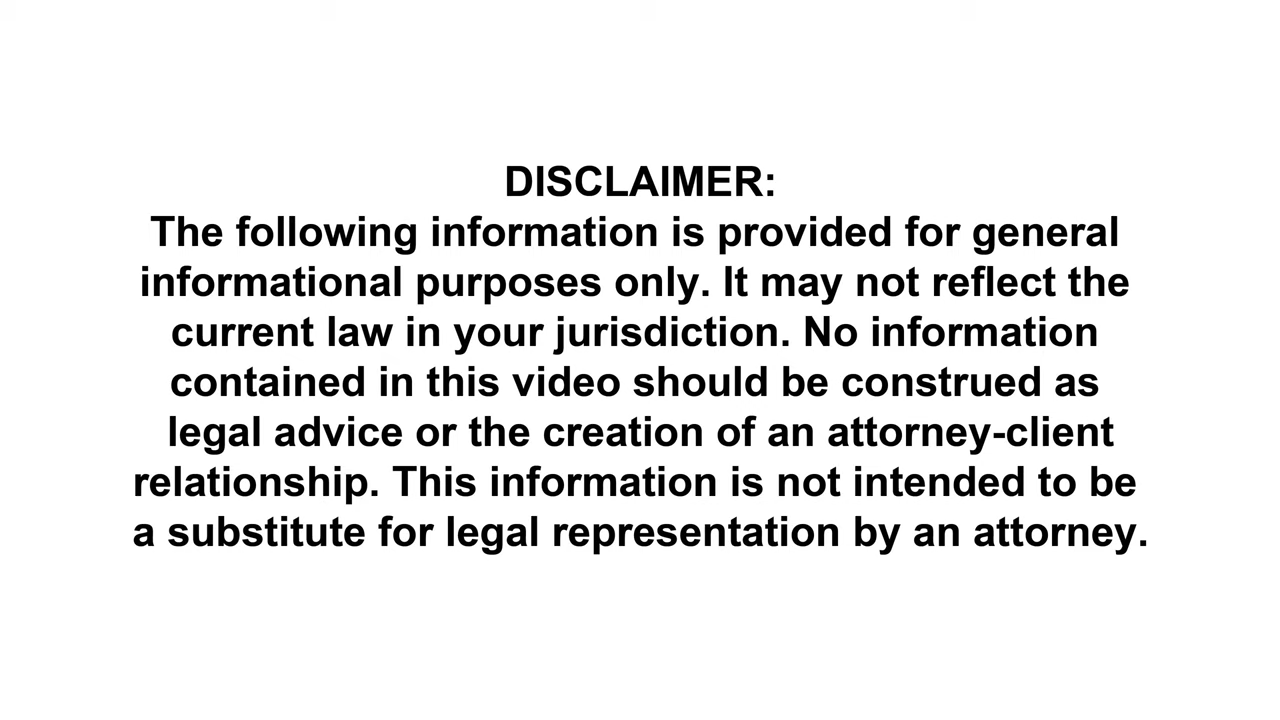 DISCLAIMER:
The following information is provided for general
informational purposes only. It may not reflect the
current law in your jurisdiction. No information
contained in this video should be construed as
legal advice or the creation of an attorney-client
relationship. This information is not intended to be
a substitute for legal representation by an attorney.